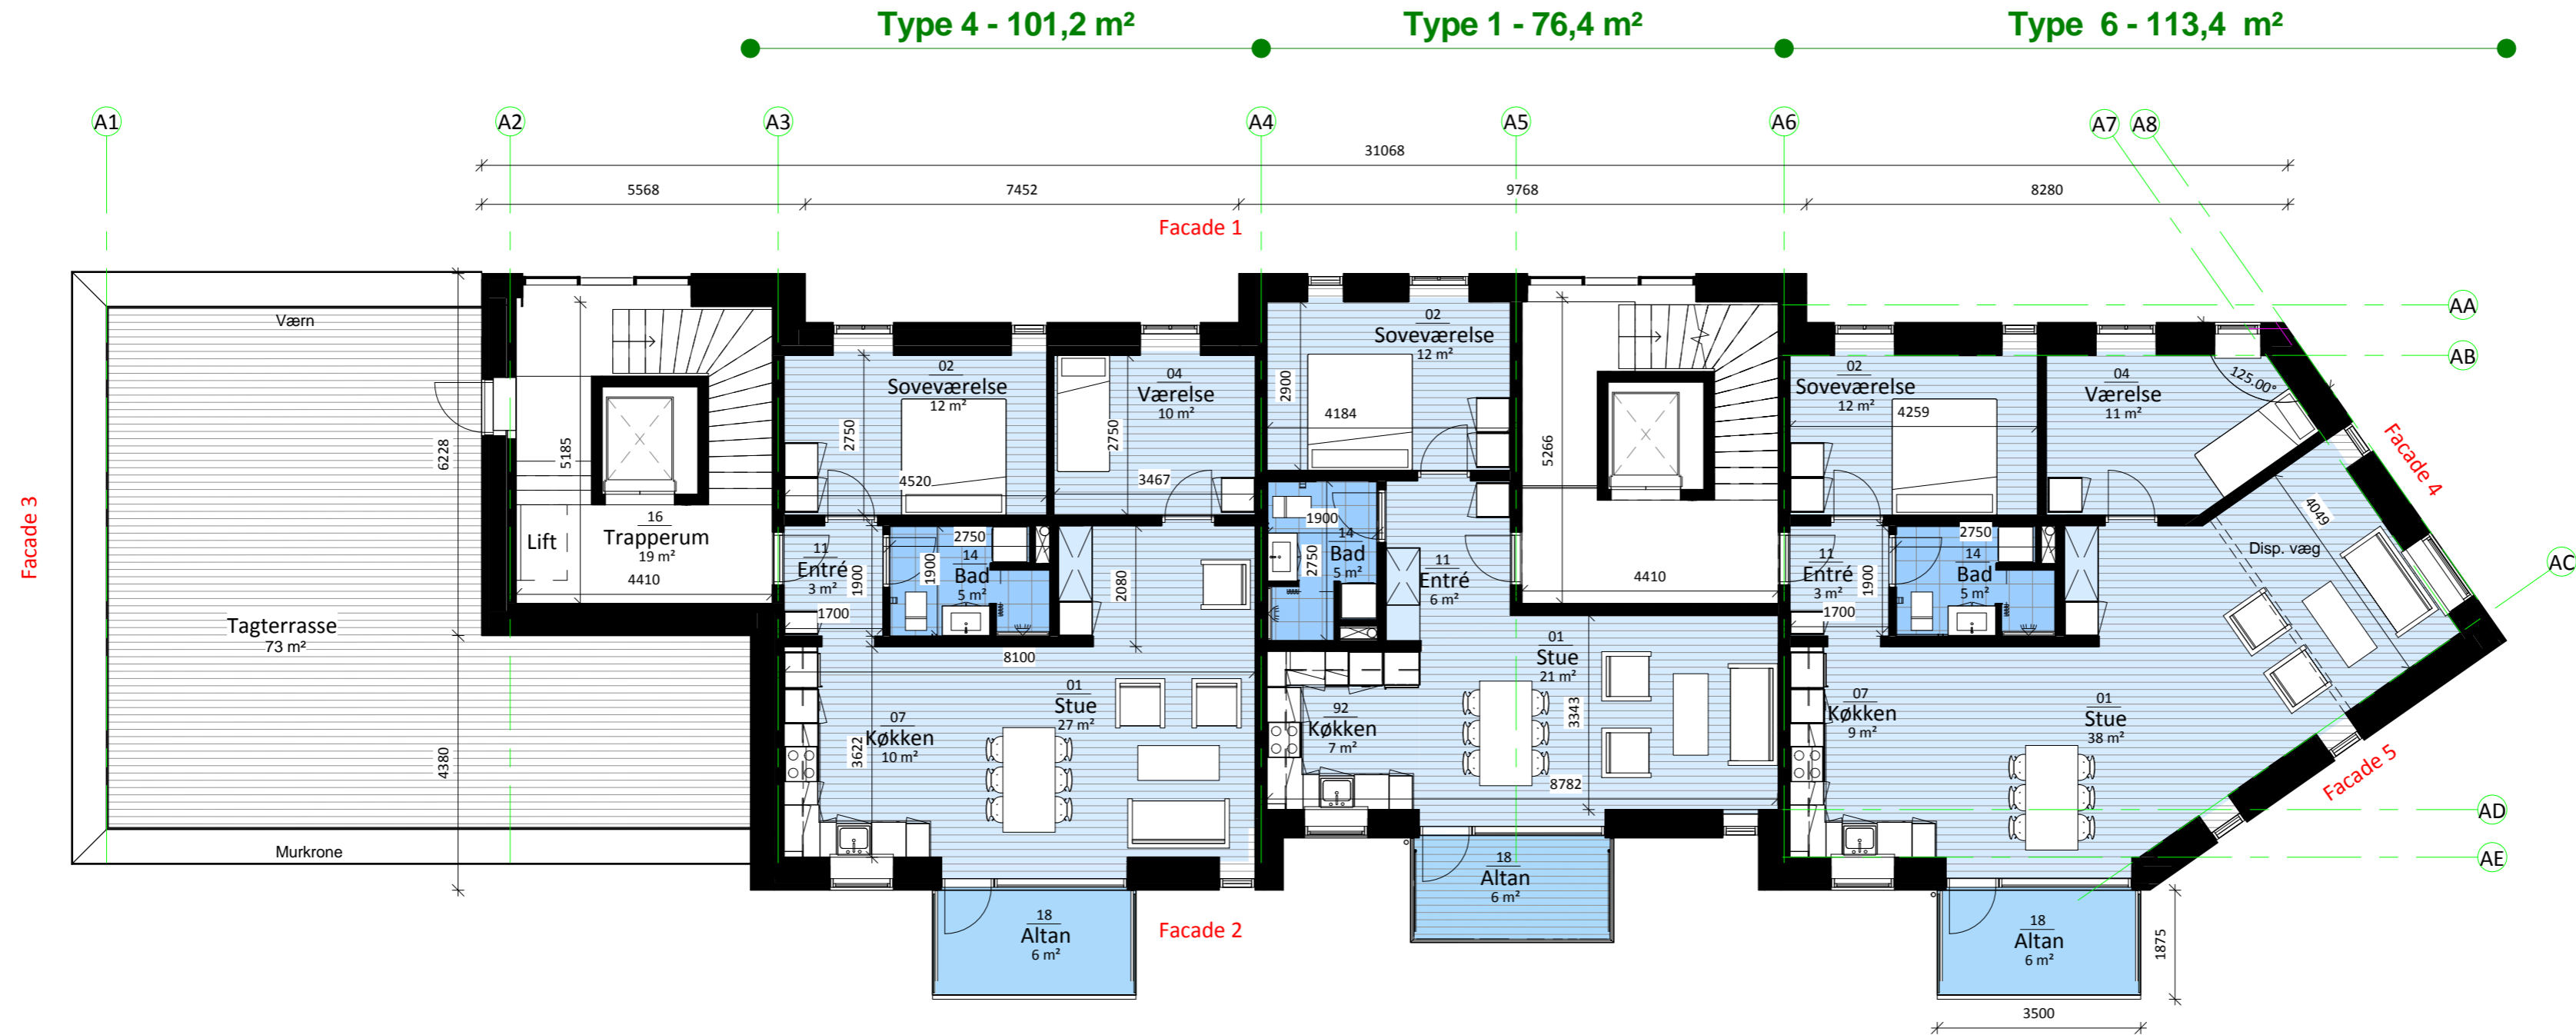 Type 4 - 101,2 m²
Type 1 - 76,4 m²
Type 6 - 113,4 m²
A1
A2
A3
A4
A5
A6
A7
A8
31068
5568
7452
9768
8280
Facade 1
AA
AB
AC
AD
AE
Facade 3
Værn
Tagterrasse
73 m²
Murkrone
6228
4380
5185
Lift
16
Trapperum
19 m²
4410
02
Soveværelse
12 m²
2750
4520
04
Værelse
10 m²
2750
3467
11
Entré
3 m²
1900
1700
2750
1900
14
Bad
5 m²
2080
8100
01
Stue
27 m²
07
Køkken
10 m²
3622
18
Altan
6 m²
02
Soveværelse
12 m²
2900
4184
1900
14
Bad
5 m²
2750
11
Entré
6 m²
5266
4410
01
Stue
21 m²
3343
92
Køkken
7 m²
8782
18
Altan
6 m²
Facade 2
02
Soveværelse
12 m²
4259
04
Værelse
11 m²
125.00°
Facade 4
4049
Disp. væg
11
Entré
3 m²
1900
1700
2750
14
Bad
5 m²
07
Køkken
9 m²
01
Stue
38 m²
Facade 5
18
Altan
6 m²
1875
3500